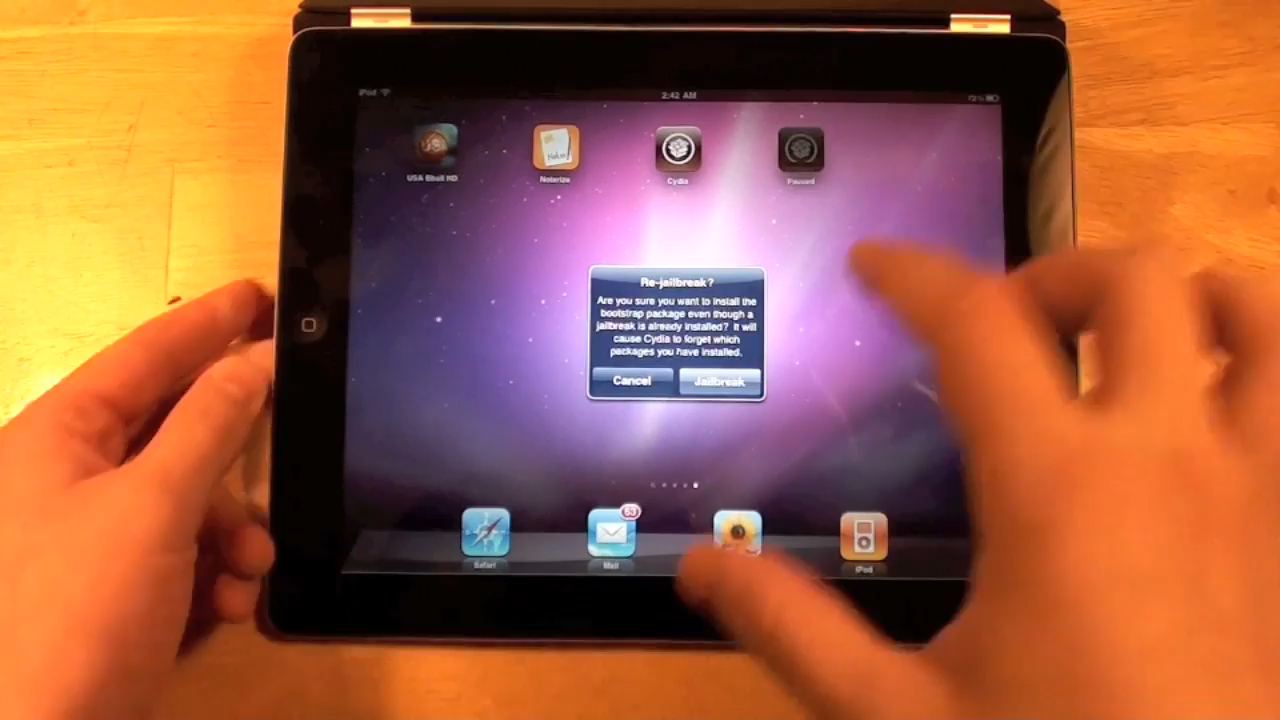 iPod
2:42 AM
USA Bball HD
Noterize
Cydia
Paused
Re-jailbreak?
Are you sure you want to install the
bootstrap package even though a
jailbreak is already installed? It will
cause Cydia to forget which
packages you have installed.
Cancel
Jailbreak
63
Safari
Mail
iPod